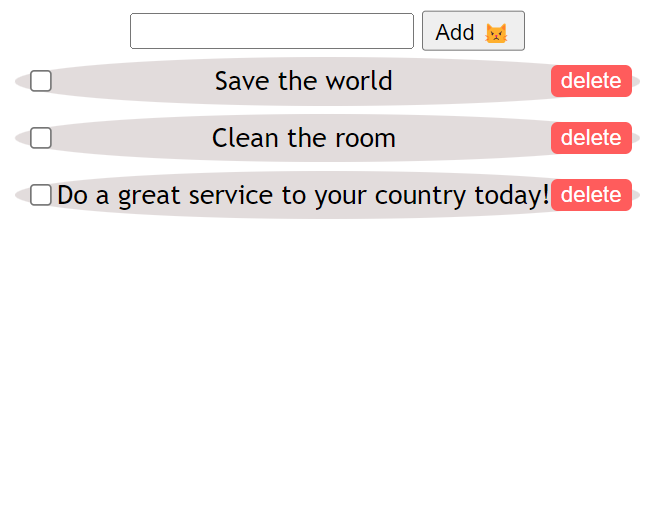 Add 😾
Save the world delete
Clean the room delete
Do a great service to your country today! delete